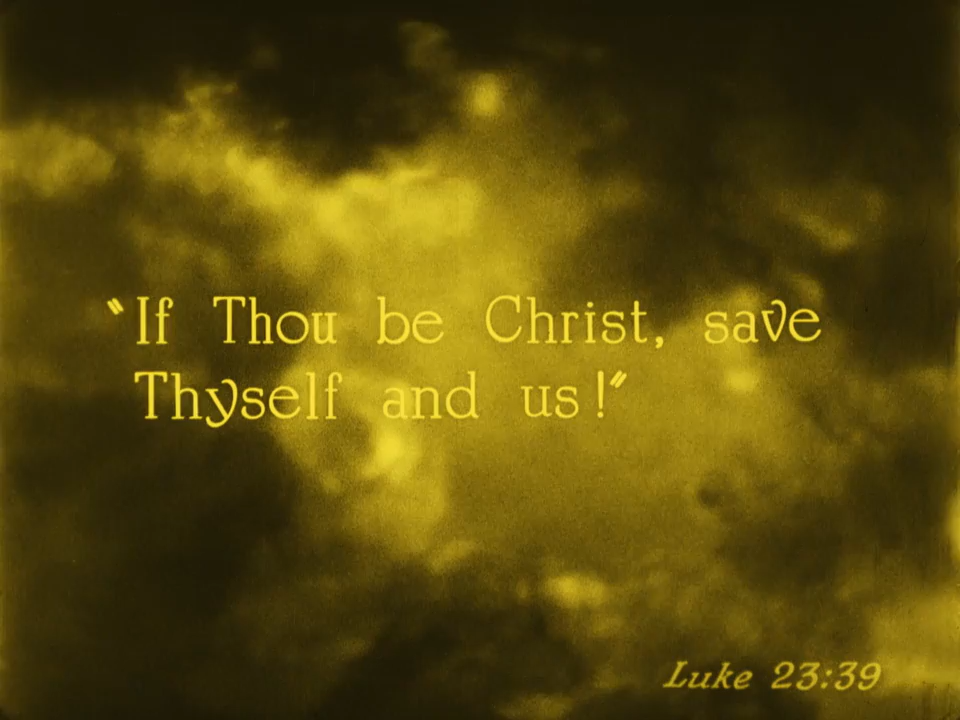 "If Thou be Christ, save
Thyself and us!"
Luke 23:39